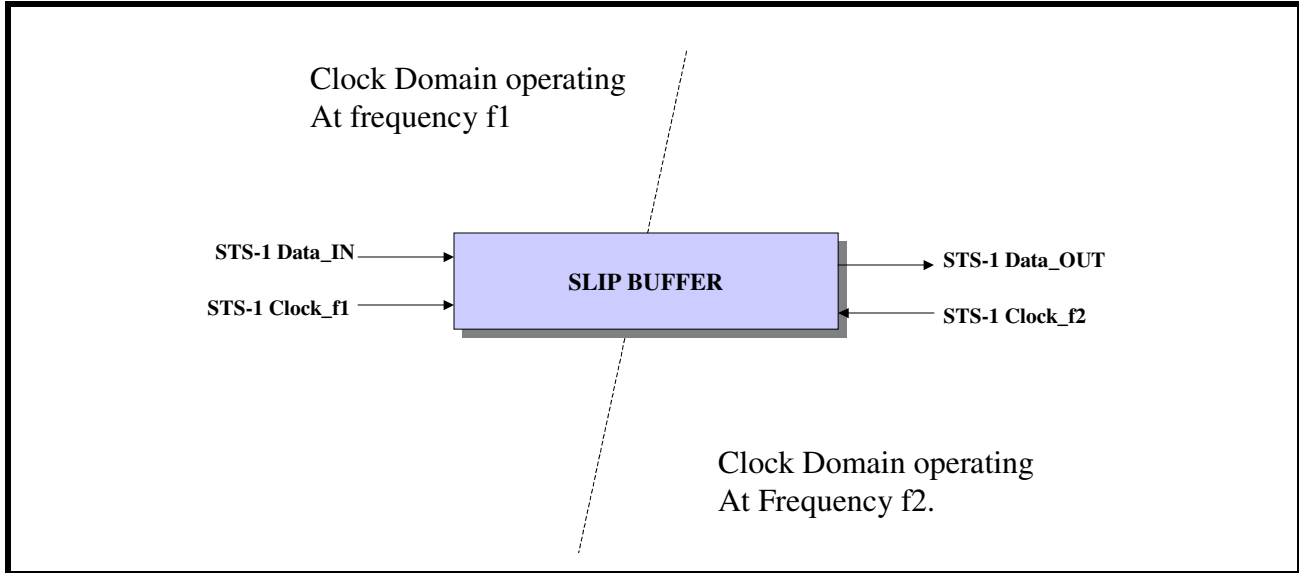 Clock Domain operating
At frequency f1
STS-1 Data_IN
STS-1 Clock_f1
SLIP BUFFER
STS-1 Data_OUT
STS-1 Clock_f2
Clock Domain operating
At Frequency f2.